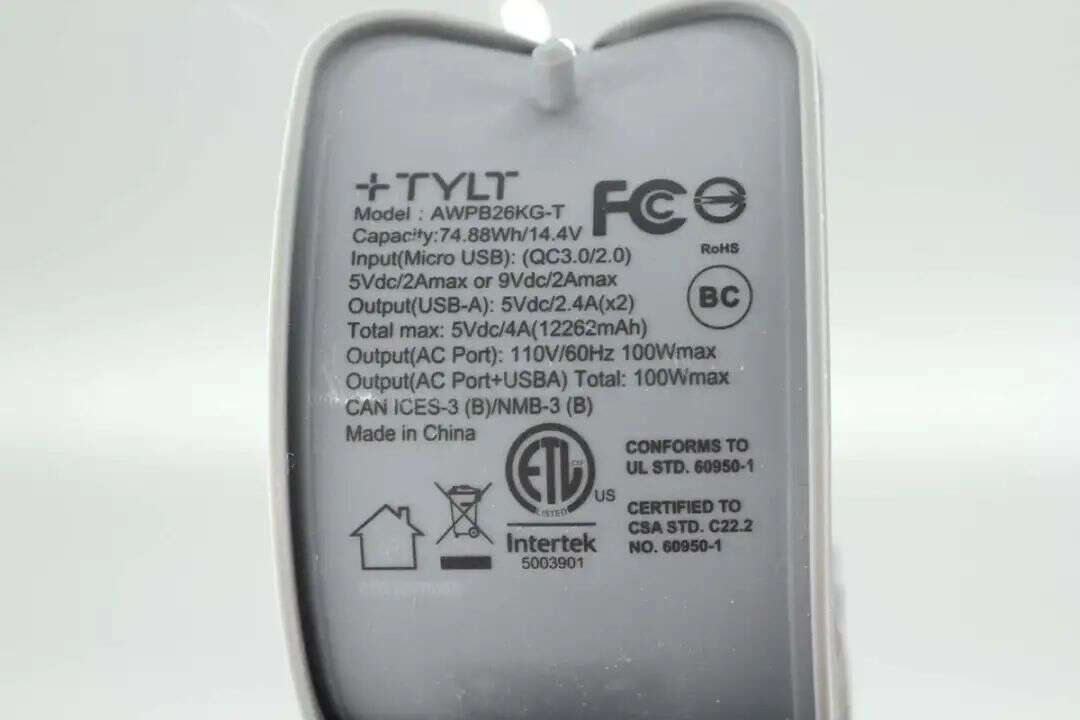 +TYLT
Model : AWPB26KG-T
Capacity:74.88Wh/14.4V
Input(Micro USB): (QC3.0/2.0)
5Vdc/2Amax or 9Vdc/2Amax
Output(USB-A): 5Vdc/2.4A(x2)
Total max: 5Vdc/4A(12262mAh)
Output(AC Port): 110V/60Hz 100Wmax
Output(AC Port+USBA) Total: 100Wmax
CAN ICES-3 (B)/NMB-3 (B)
Made in China
FC
RoHS
BC
ETL
LISTED
US
Intertek
5003901
CONFORMS TO
UL STD. 60950-1
CERTIFIED TO
CSA STD. C22.2
NO. 60950-1